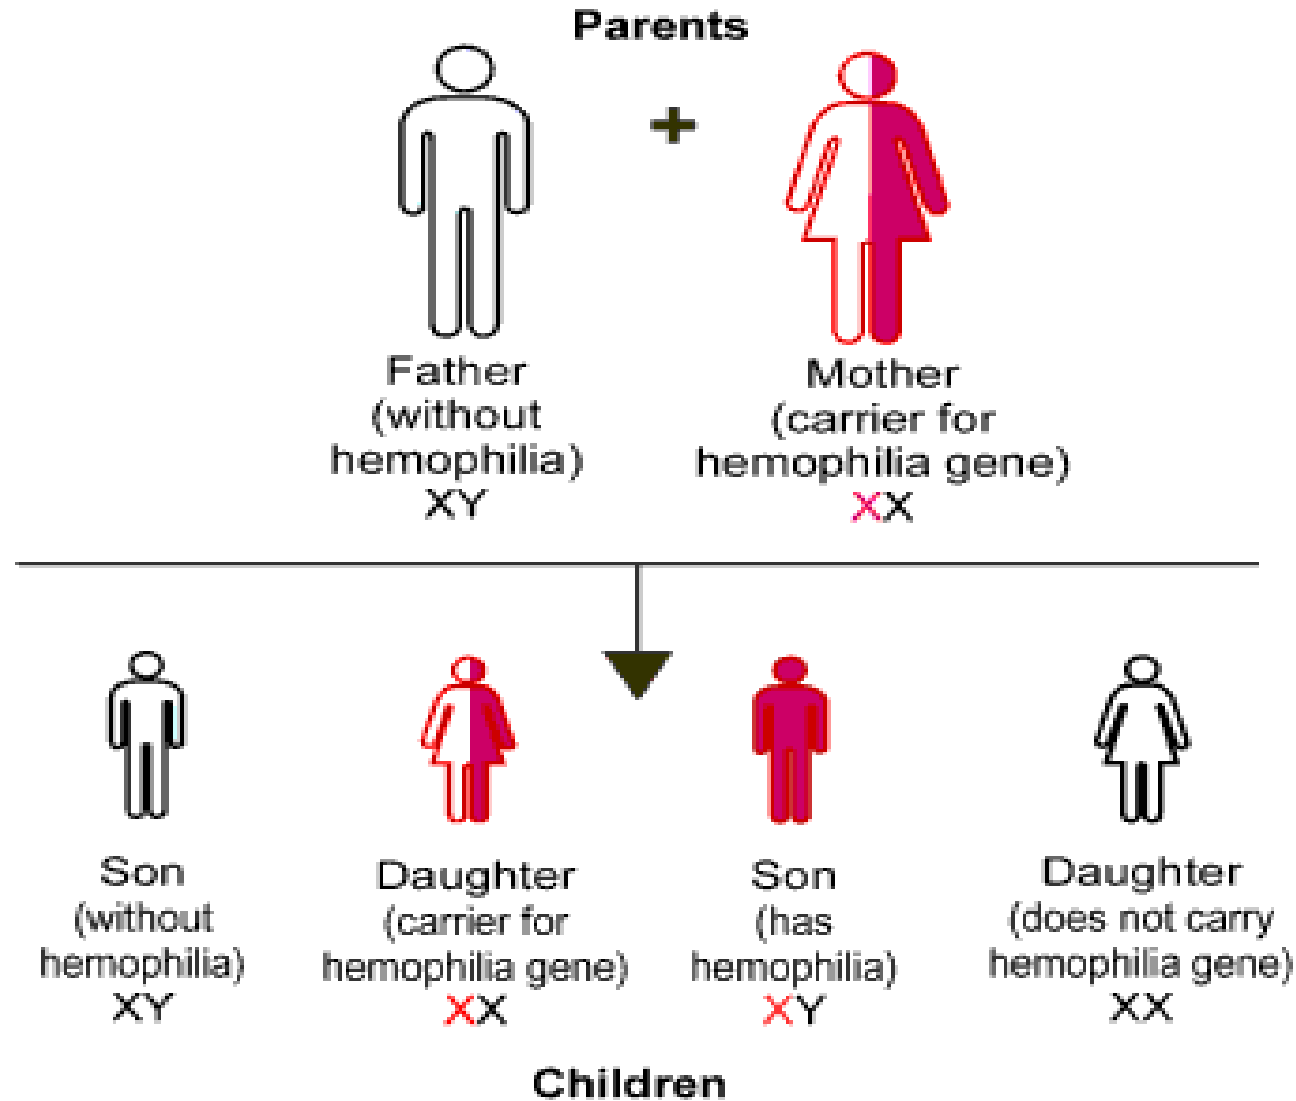 Parents
+
Father
(without
hemophilia)
XY
Mother
(carrier for
hemophilia gene)
XX
Son
(without
hemophilia)
XY
Daughter
(carrier for
hemophilia gene)
XX
Son
(has
hemophilia)
XY
Daughter
(does not carry
hemophilia gene)
XX
Children